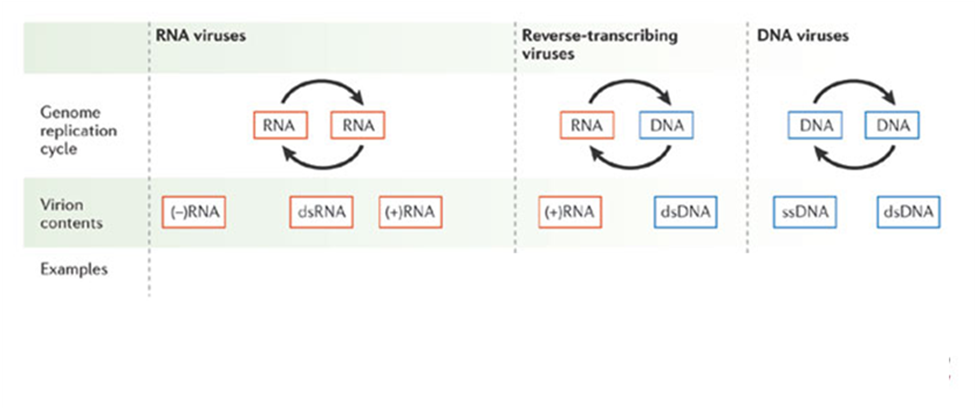 RNA viruses
Reverse-transcribing
viruses
DNA viruses
Genome
replication
cycle
RNA
RNA
RNA
DNA
DNA
DNA
Virion
contents
(–)RNA
dsRNA
(+)RNA
(+)RNA
dsDNA
ssDNA
dsDNA
Examples